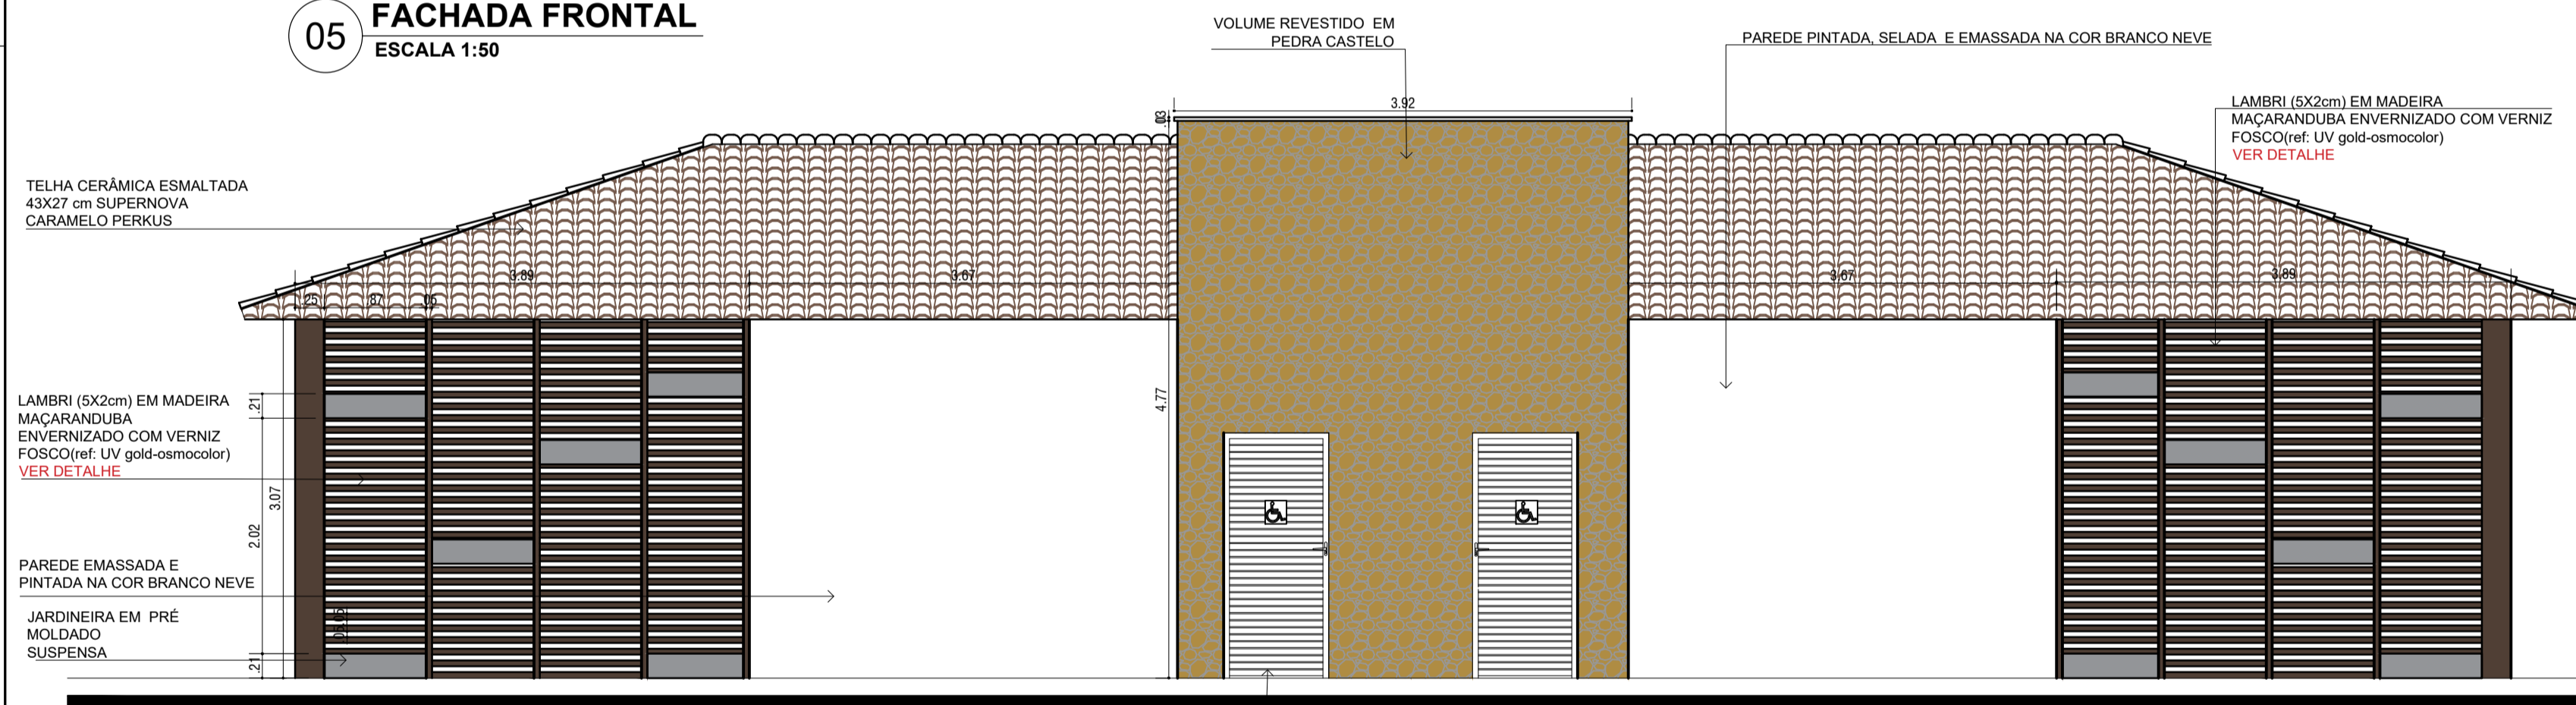 05
FACHADA FRONTAL
ESCALA 1:50
VOLUME REVESTIDO EM
PEDRA CASTELO
PAREDE PINTADA, SELADA E EMASSADA NA COR BRANCO NEVE
LAMBRI (5X2cm) EM MADEIRA
MAÇARANDUBA ENVERNIZADO COM VERNIZ
FOSCO(ref: UV gold-osmocolor)
VER DETALHE
3.92
.03
TELHA CERÂMICA ESMALTADA
43X27 cm SUPERNOVA
CARAMELO PERKUS
3.89
3.67
3.67
3.89
.25
.87
.06
LAMBRI (5X2cm) EM MADEIRA
MAÇARANDUBA
ENVERNIZADO COM VERNIZ
FOSCO(ref: UV gold-osmocolor)
VER DETALHE
.21
3.07
2.02
4.77
PAREDE EMASSADA E
PINTADA NA COR BRANCO NEVE
JARDINEIRA EM PRÉ
MOLDADO
SUSPENSA
.21